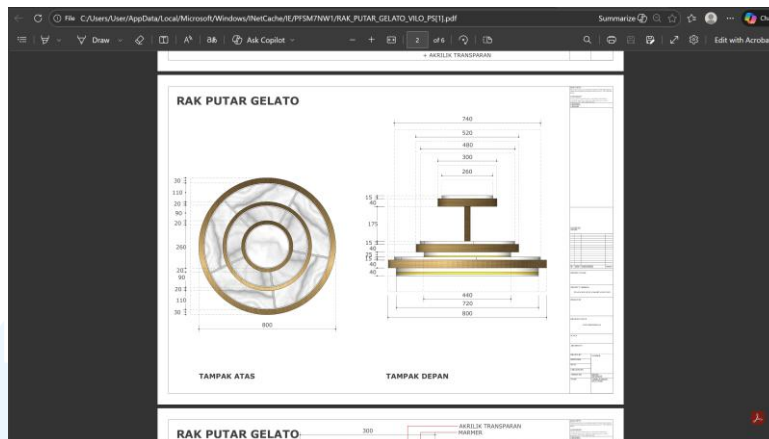 File
C:/Users/User/AppData/Local/Microsoft/Windows/INetCache/IE/PFSM7NW1/RAK_PUTAR_GELATO_VILO_PS[1].pdf
Summarize
Draw
Ask Copilot
2
of 6
Edit with Acroba
+ AKRILIK TRANSPARAN
RAK PUTAR GELATO
740
520
480
300
260
30
110
20
90
20
260
20
90
20
110
30
800
15
40
175
15
40
15
40
40
440
720
800
TAMPAK ATAS
TAMPAK DEPAN
RAK PUTAR GELATO
300
AKRILIK TRANSPARAN
MARMER